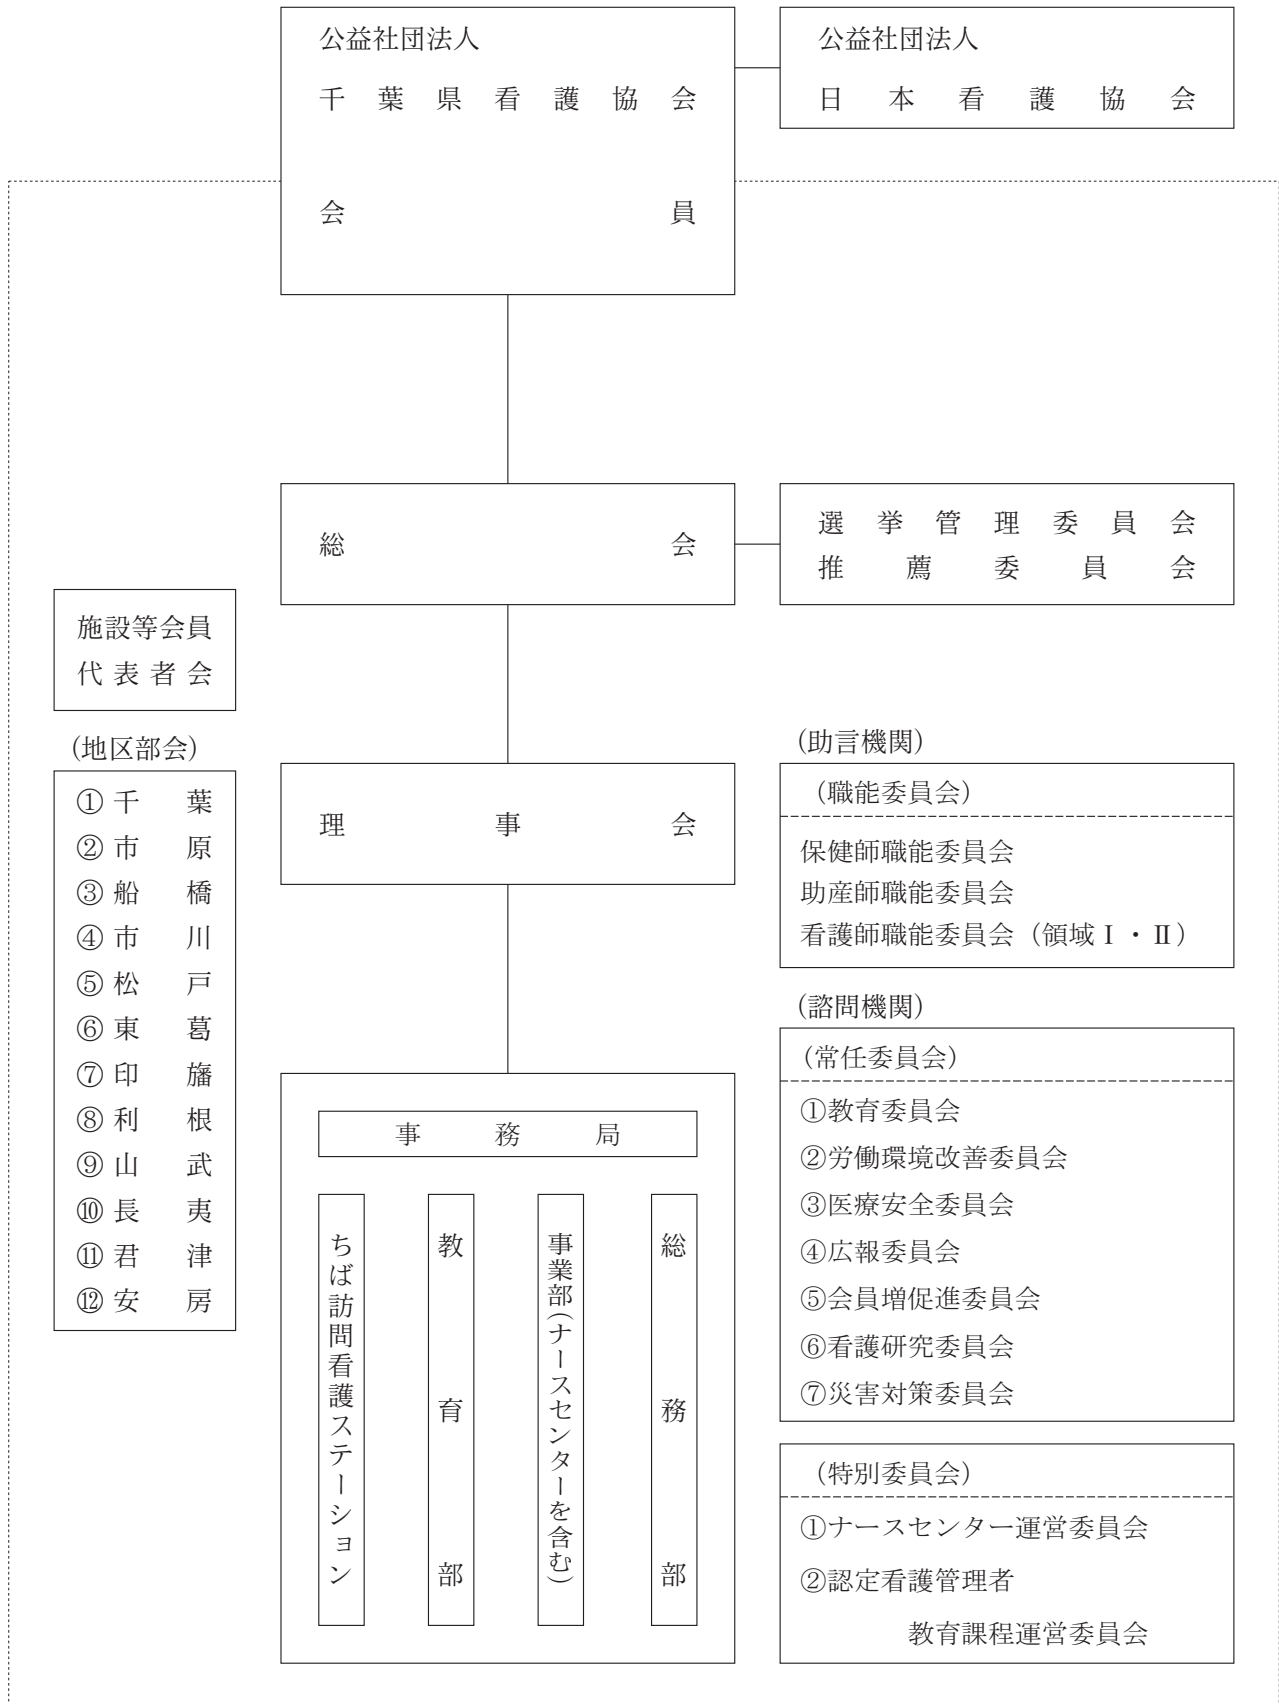 公益社団法人
千葉県看護協会
会員
公益社団法人
日本看護協会
総会
選挙管理委員会
推薦委員会
施設等会員
代表者会
(地区部会)
①千葉
②市原
③船橋
④市川
⑤松戸
⑥東葛
⑦印旛
⑧利根
⑨山武
⑩長夷
⑪君津
⑫安房
理事会
(助言機関)
(職能委員会)
保健師職能委員会
助産師職能委員会
看護師職能委員会（領域Ⅰ・Ⅱ）
(諮問機関)
(常任委員会)
①教育委員会
②労働環境改善委員会
③医療安全委員会
④広報委員会
⑤会員増促進委員会
⑥看護研究委員会
⑦災害対策委員会
(特別委員会)
①ナースセンター運営委員会
②認定看護管理者
教育課程運営委員会
事務局
総務部
事業部(ナースセンターを含む)
教育部
ちば訪問看護ステーション